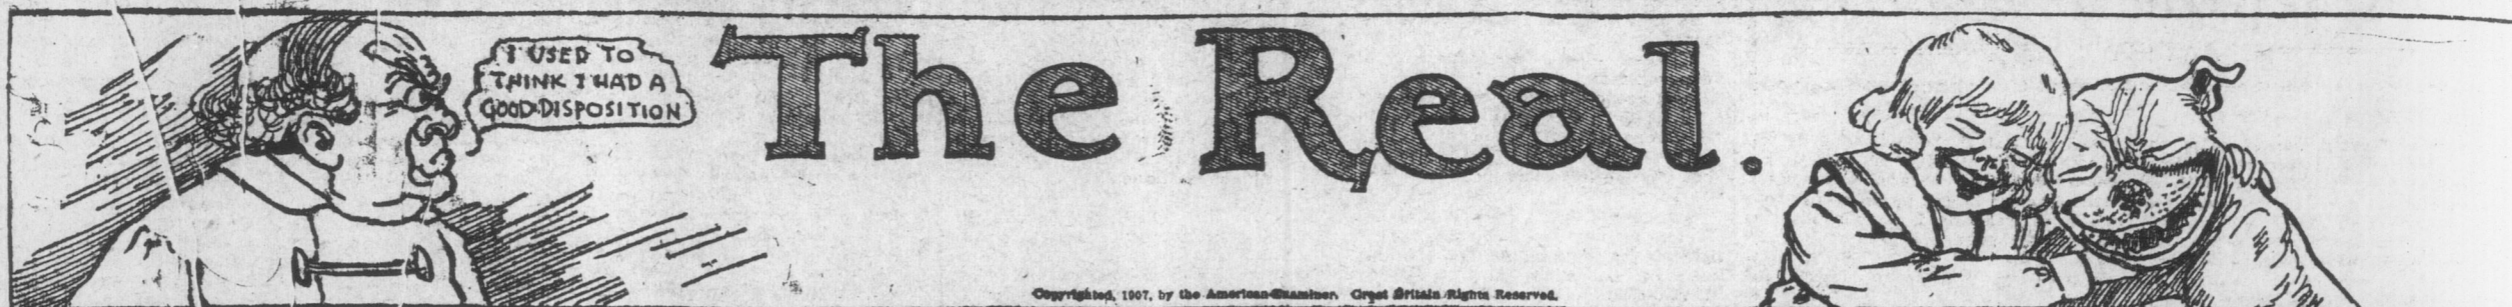 I USED TO
THINK I HAD A
GOOD DISPOSITION
The Real.
Copyrighted, 1907, by the American-Examiner. Great Britain Rights Reserved.